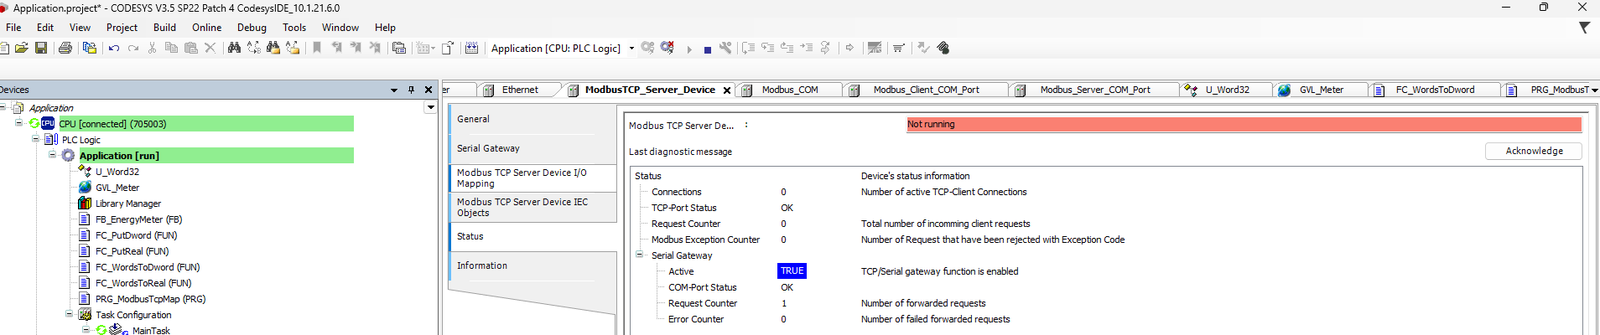 Application.project* - CODESYS V3.5 SP22 Patch 4 CodesysIDE_10.1.21.6.0
File Edit View Project Build Online Debug Tools Window Help
Application [CPU: PLC Logic]
Devices
er Ethernet ModbusTCP_Server_Device Modbus_COM Modbus_Client_COM_Port Modbus_Server_COM_Port U_Word32 GVL_Meter FC_WordsToDword PRG_ModbusT
Application
CPU [connected] (705003)
PLC Logic
Application [run]
U_Word32
GVL_Meter
Library Manager
FB_EnergyMeter (FB)
FC_PutDword (FUN)
FC_PutReal (FUN)
FC_WordsToDword (FUN)
FC_WordsToReal (FUN)
PRG_ModbusTcpMap (PRG)
Task Configuration
MainTask
General
Serial Gateway
Modbus TCP Server Device I/O
Mapping
Modbus TCP Server Device IEC
Objects
Status
Information
Modbus TCP Server De... : Not running
Last diagnostic message Acknowledge
Status Device's status information
Connections 0 Number of active TCP-Client Connections
TCP-Port Status OK
Request Counter 0 Total number of incomming client requests
Modbus Exception Counter 0 Number of Request that have been rejected with Exception Code
Serial Gateway
Active TRUE TCP/Serial gateway function is enabled
COM-Port Status OK
Request Counter 1 Number of forwarded requests
Error Counter 0 Number of failed forwarded requests